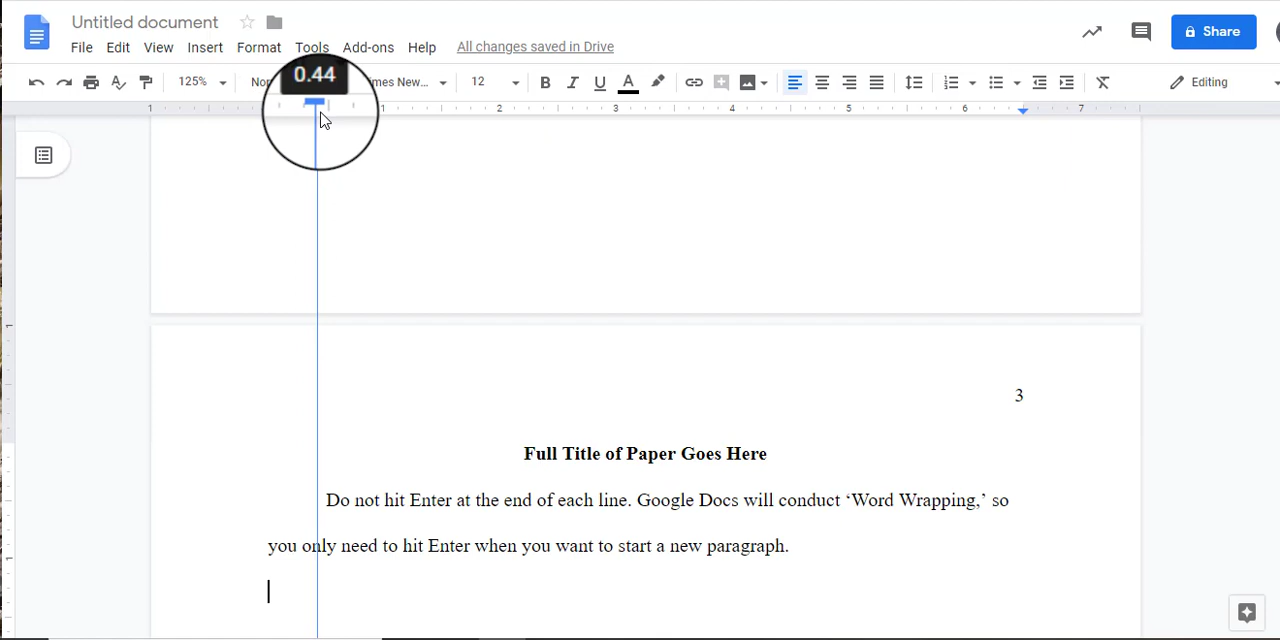 Untitled document
File Edit View Insert Format Tools Add-ons Help All changes saved in Drive
Share
0.44
125% 12 B I U A Editing
1 1 2 3 4 5 6 7
1
3
Full Title of Paper Goes Here
Do not hit Enter at the end of each line. Google Docs will conduct ‘Word Wrapping,’ so
you only need to hit Enter when you want to start a new paragraph.
1